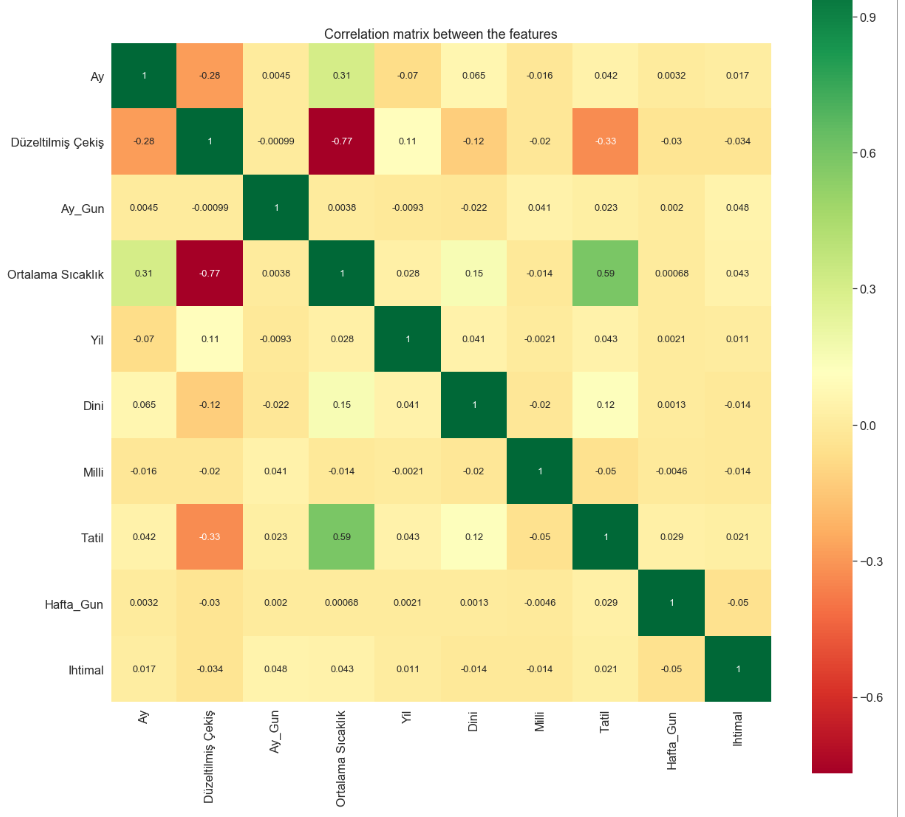 Correlation matrix between the features
Ay 1 -0.28 0.0045 0.31 -0.07 0.065 -0.016 0.042 0.0032 0.017
Düzeltilmiş Çekiş -0.28 1 -0.00099 -0.77 0.11 -0.12 -0.02 -0.33 -0.03 -0.034
Ay_Gun 0.0045 -0.00099 1 0.0038 -0.0093 -0.022 0.041 0.023 0.002 0.048
Ortalama Sıcaklık 0.31 -0.77 0.0038 1 0.028 0.15 -0.014 0.59 0.00068 0.043
Yil -0.07 0.11 -0.0093 0.028 1 0.041 -0.0021 0.043 0.0021 0.011
Dini 0.065 -0.12 -0.022 0.15 0.041 1 -0.02 0.12 0.0013 -0.014
Milli -0.016 -0.02 0.041 -0.014 -0.0021 -0.02 1 -0.05 -0.0046 -0.014
Tatil 0.042 -0.33 0.023 0.59 0.043 0.12 -0.05 1 0.029 0.021
Hafta_Gun 0.0032 -0.03 0.002 0.00068 0.0021 0.0013 -0.0046 0.029 1 -0.05
Ihtimal 0.017 -0.034 0.048 0.043 0.011 -0.014 -0.014 0.021 -0.05 1
Ay
Düzeltilmiş Çekiş
Ay_Gun
Ortalama Sıcaklık
Yil
Dini
Milli
Tatil
Hafta_Gun
Ihtimal
0.9
0.6
0.3
0.0
−0.3
−0.6